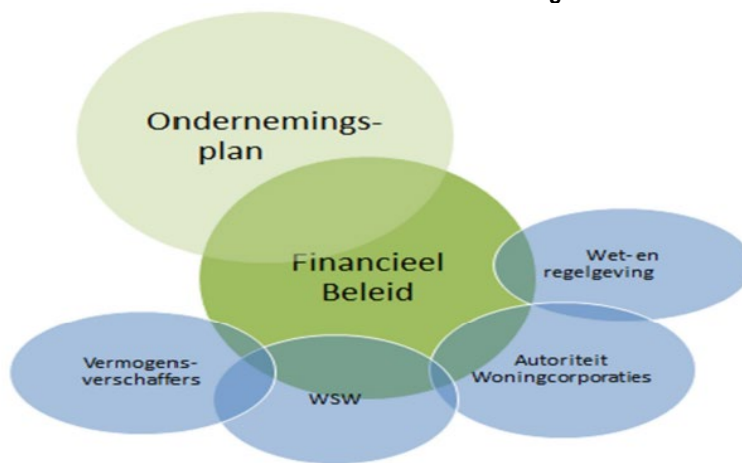 Ondernemings-
plan
Financieel
Beleid
Wet- en
regelgeving
Vermogens-
verschaffers
WSW
Autoriteit
Woningcorporaties